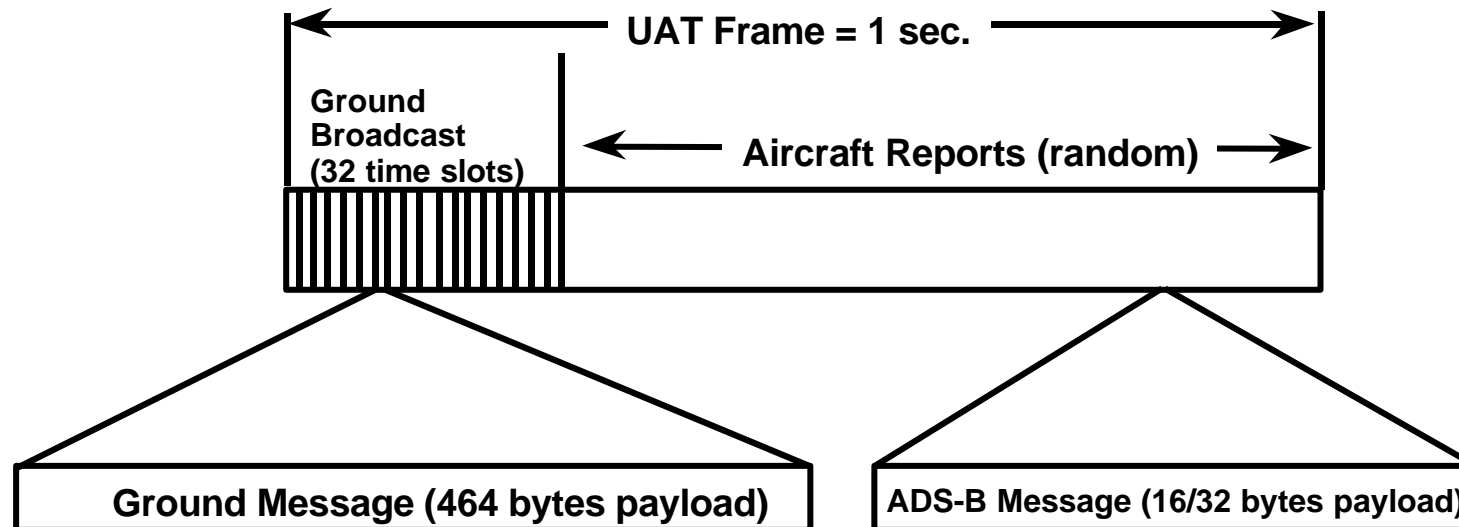 UAT Frame = 1 sec.
Ground
Broadcast
(32 time slots)
Aircraft Reports (random)
Ground Message (464 bytes payload)
ADS-B Message (16/32 bytes payload)